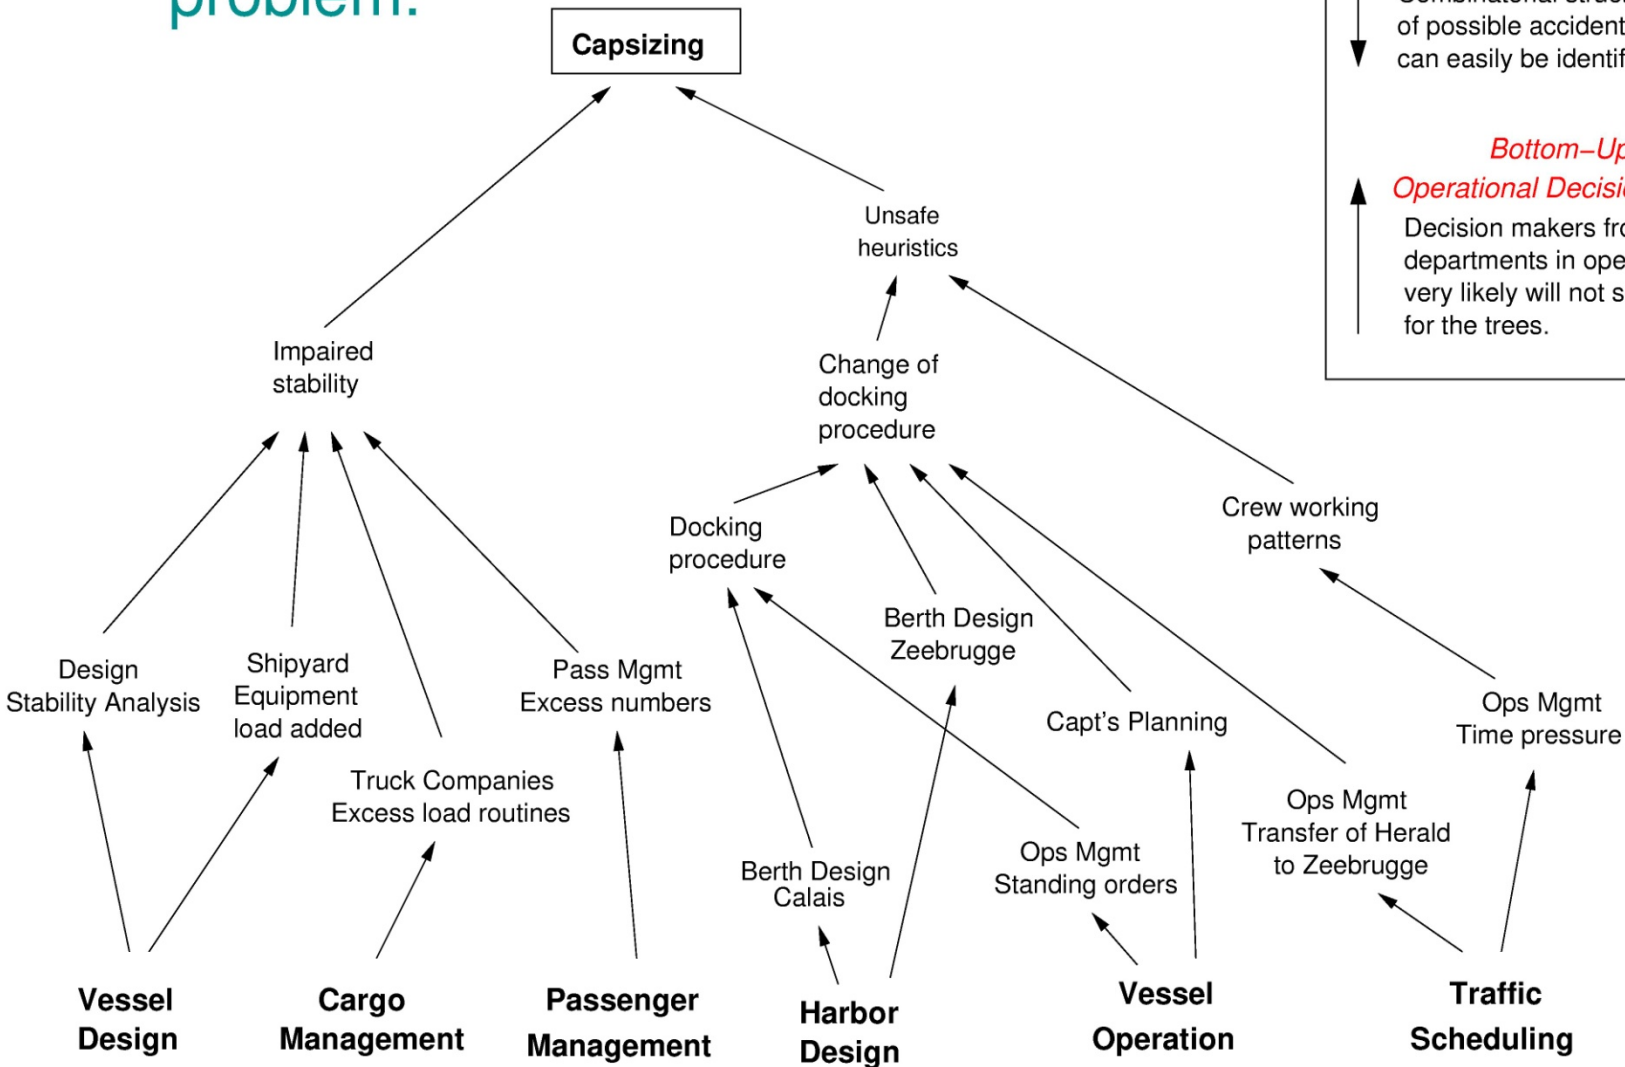 problem.
Capsizing
of possible accident
can easily be identif
Bottom–Up
Operational Decisi
Decision makers fro
departments in ope
very likely will not s
for the trees.
Unsafe
heuristics
Impaired
stability
Change of
docking
procedure
Crew working
patterns
Docking
procedure
Berth Design
Zeebrugge
Design
Stability Analysis
Shipyard
Equipment
load added
Pass Mgmt
Excess numbers
Capt's Planning
Ops Mgmt
Time pressure
Truck Companies
Excess load routines
Ops Mgmt
Transfer of Herald
to Zeebrugge
Berth Design
Calais
Ops Mgmt
Standing orders
Vessel
Design
Cargo
Management
Passenger
Management
Harbor
Design
Vessel
Operation
Traffic
Scheduling